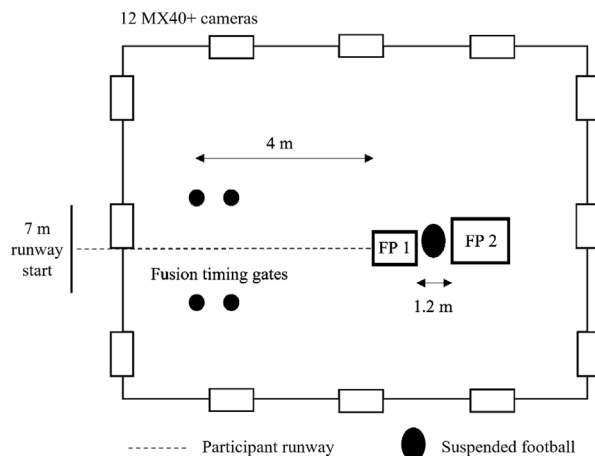 12 MX40+ cameras
4 m
7 m
runway
start
FP 1
FP 2
Fusion timing gates
1.2 m
Participant runway
Suspended football